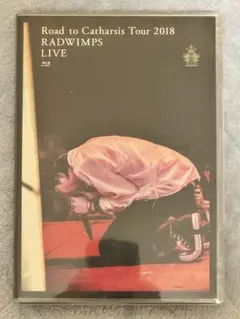 Road to Catharsis Tour 2018
RADWIMPS
LIVE